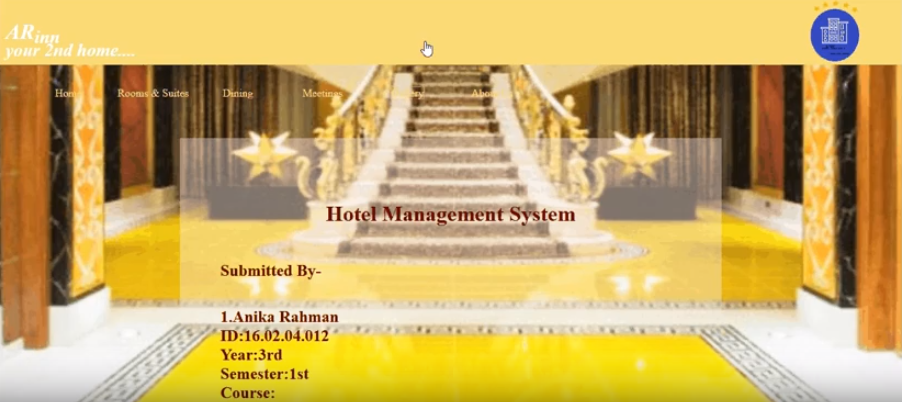 ARinn
your 2nd home....
Home Rooms & Suites Dining Meetings
Hotel Management System
Submitted By-
1.Anika Rahman
ID:16.02.04.012
Year:3rd
Semester:1st
Course: